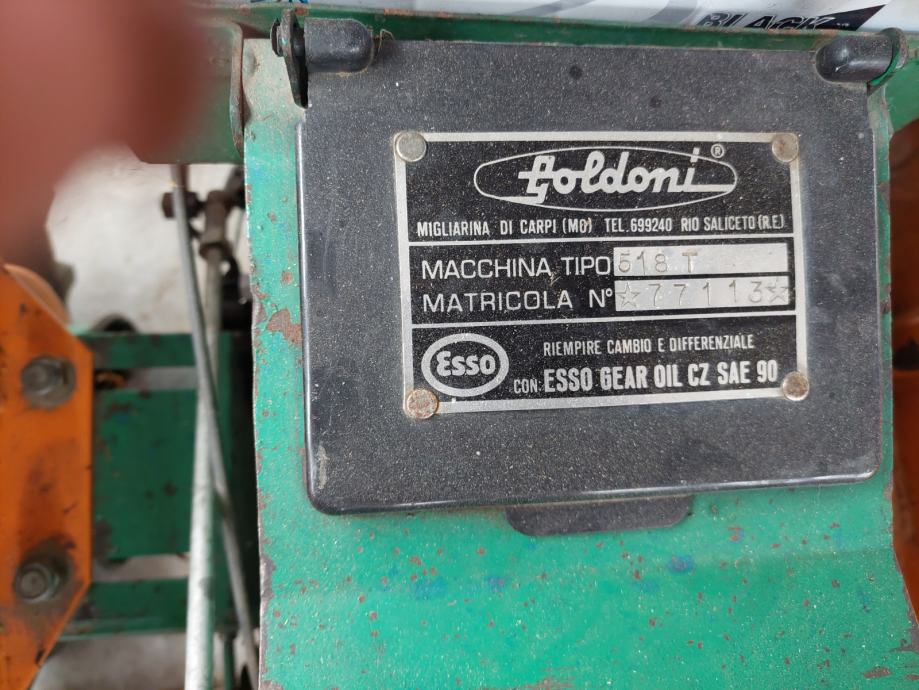 BLACK
Goldoni®
MIGLIARINA DI CARPI (MO) TEL. 699240 RIO SALICETO (R.E.)
MACCHINA TIPO 518 T
MATRICOLA N° ☆77113☆
Esso
RIEMPIRE CAMBIO E DIFFERENZIALE
CON: ESSO GEAR OIL CZ SAE 90